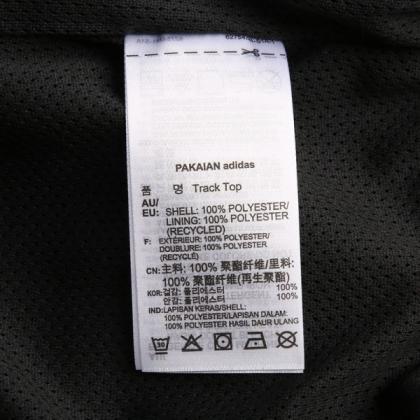 PAKAIAN adidas
품 명 Track Top
AU/
EU: SHELL: 100% POLYESTER/
LINING: 100% POLYESTER
(RECYCLED)
F: EXTÉRIEUR: 100% POLYESTER/
DOUBLURE: 100% POLYESTER
(RECYCLÉ)
CN: 主料: 100% 聚酯纤维/里料:
100% 聚酯纤维(再生聚酯)
KOR: 겉감: 폴리에스터 100%
안감: 폴리에스터 100%
IND: LAPISAN KERAS/SHELL:
100% POLYESTER/LAPISAN DALAM:
100% POLYESTER HASIL DAUR ULANG
30